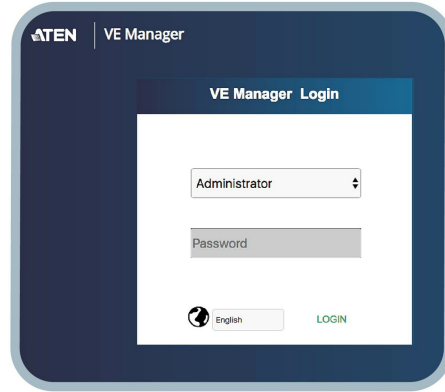 ATEN VE Manager
VE Manager Login
Administrator
Password
English LOGIN